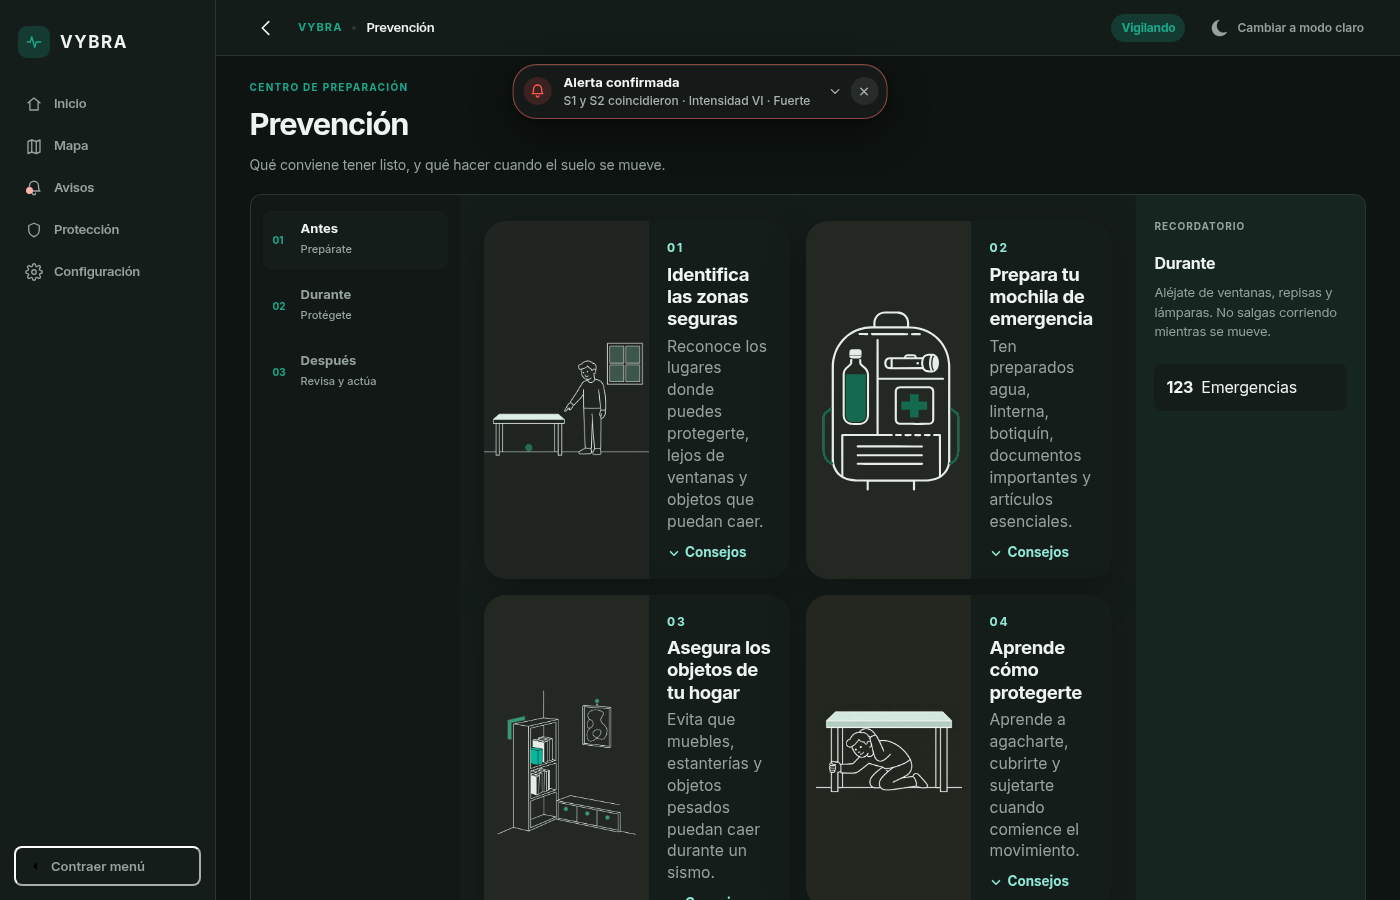 VYBRA
Inicio
Mapa
Avisos
Protección
Configuración
Contraer menú
VYBRA • Prevención
Vigilando
Cambiar a modo claro
Alerta confirmada
S1 y S2 coincidieron · Intensidad VI · Fuerte
CENTRO DE PREPARACIÓN
Prevención
Qué conviene tener listo, y qué hacer cuando el suelo se mueve.
01
Antes
Prepárate
02
Durante
Protégete
03
Después
Revisa y actúa
01
Identifica
las zonas
seguras
Reconoce los
lugares
donde
puedes
protegerte,
lejos de
ventanas y
objetos que
puedan caer.
Consejos
02
Prepara tu
mochila de
emergencia
Ten
preparados
agua,
linterna,
botiquín,
documentos
importantes y
artículos
esenciales.
Consejos
03
Asegura los
objetos de
tu hogar
Evita que
muebles,
estanterías y
objetos
pesados
puedan caer
durante un
sismo.
04
Aprende
cómo
protegerte
Aprende a
agacharte,
cubrirte y
sujetarte
cuando
comience el
movimiento.
Consejos
RECORDATORIO
Durante
Aléjate de ventanas, repisas y
lámparas. No salgas corriendo
mientras se mueve.
123 Emergencias